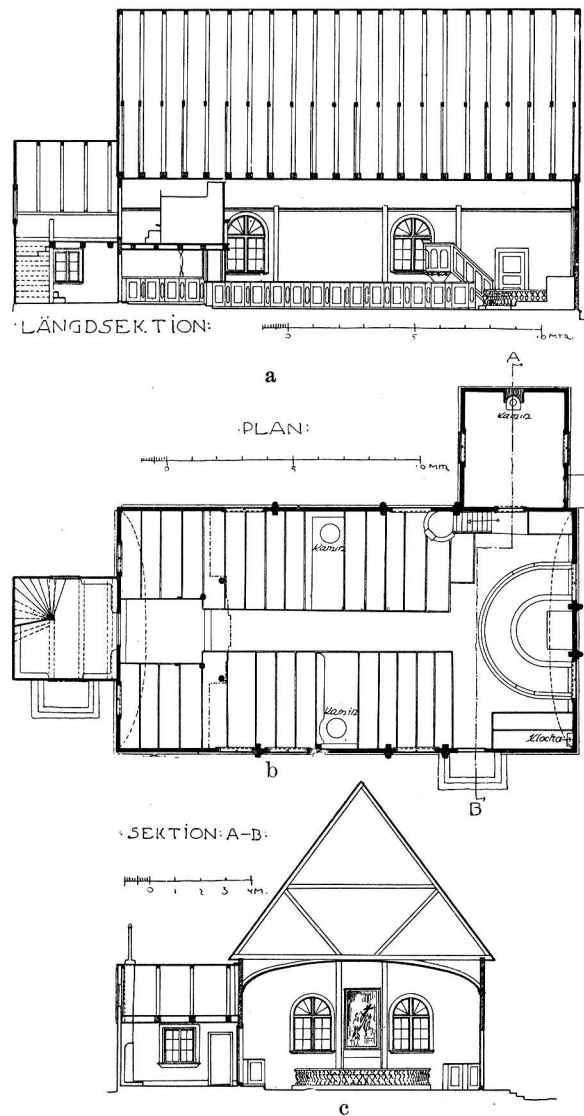 ·LÄNGDSEKTION:
0 5 10 MTR.
a
A
Kamin
·PLAN:
0 5 10 MTR
Kamin
Kamin
Klocka
b
B
·SEKTION: A-B:
0 1 2 3 4 M.
c